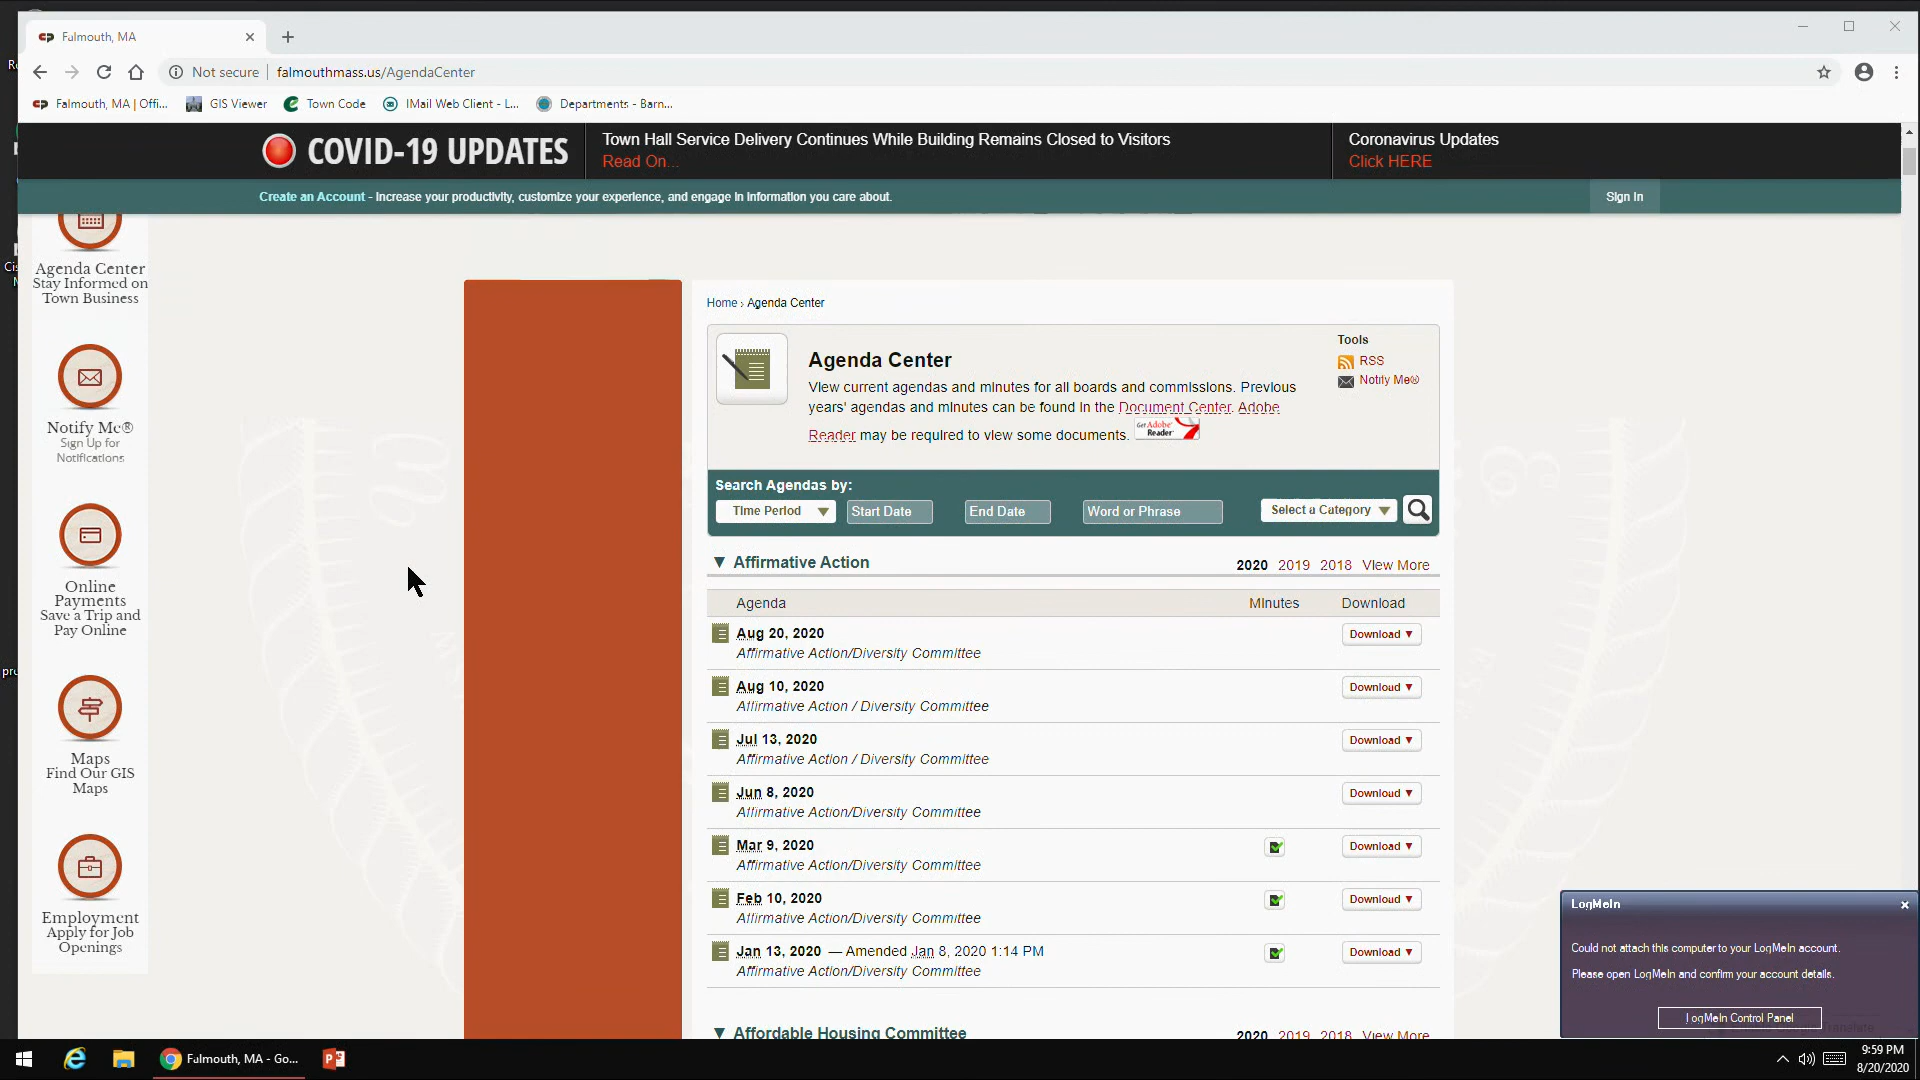 Falmouth, MA
Not secure
falmouthmass.us/AgendaCenter
Falmouth, MA | Offi...
GIS Viewer
Town Code
IMail Web Client - L...
Departments - Barn...
COVID-19 UPDATES
Town Hall Service Delivery Continues While Building Remains Closed to Visitors
Read On...
Coronavirus Updates
Click HERE
Create an Account - Increase your productivity, customize your experience, and engage in information you care about.
Sign In
Agenda Center
Stay Informed on
Town Business
Notify Me®
Sign Up for
Notifications
Online
Payments
Save a Trip and
Pay Online
Maps
Find Our GIS
Maps
Employment
Apply for Job
Openings
Home › Agenda Center
Agenda Center
View current agendas and minutes for all boards and commissions. Previous
years' agendas and minutes can be found in the Document Center. Adobe
Reader may be required to view some documents.
Get Adobe
Reader
Tools
RSS
Notify Me®
Search Agendas by:
Time Period
Start Date
End Date
Word or Phrase
Select a Category
Affirmative Action
2020 2019 2018 View More
Agenda Minutes Download
Aug 20, 2020
Download
Affirmative Action/Diversity Committee
Aug 10, 2020
Download
Affirmative Action / Diversity Committee
Jul 13, 2020
Download
Affirmative Action / Diversity Committee
Jun 8, 2020
Download
Affirmative Action/Diversity Committee
Mar 9, 2020
Download
Affirmative Action/Diversity Committee
Feb 10, 2020
Download
Affirmative Action/Diversity Committee
Jan 13, 2020 — Amended Jan 8, 2020 1:14 PM
Download
Affirmative Action/Diversity Committee
Affordable Housing Committee
2020 2019 2018 View More
LogMeIn
Could not attach this computer to your LogMeIn account.
Please open LogMeIn and confirm your account details.
LogMeIn Control Panel
Falmouth, MA - Go...
9:59 PM
8/20/2020